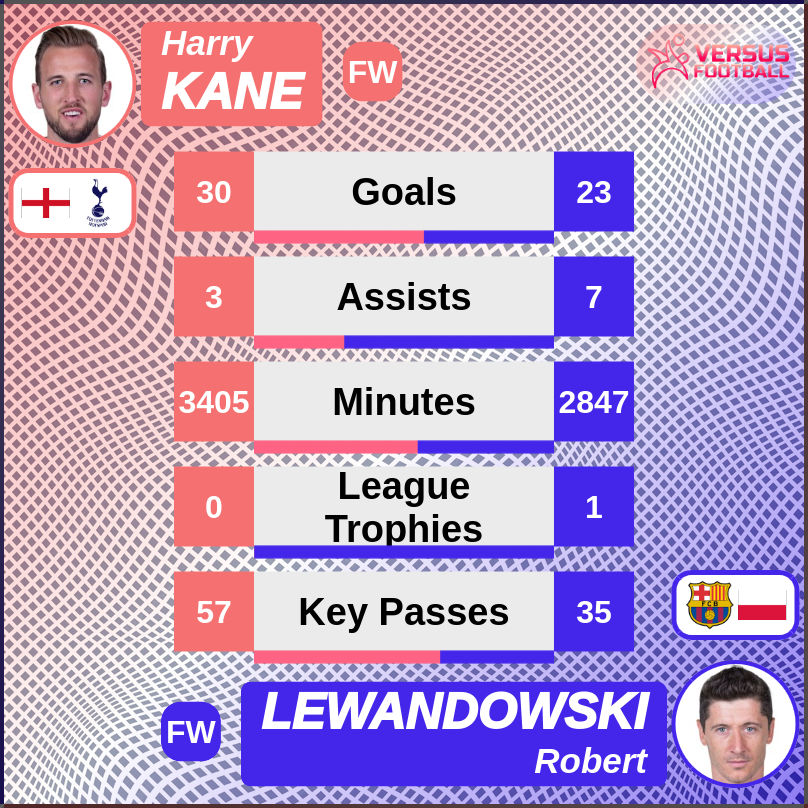 Harry
KANE
FW
VERSUS
FOOTBALL
30 Goals 23
3 Assists 7
3405 Minutes 2847
League
0 Trophies 1
57 Key Passes 35
FCB
FW
LEWANDOWSKI
Robert